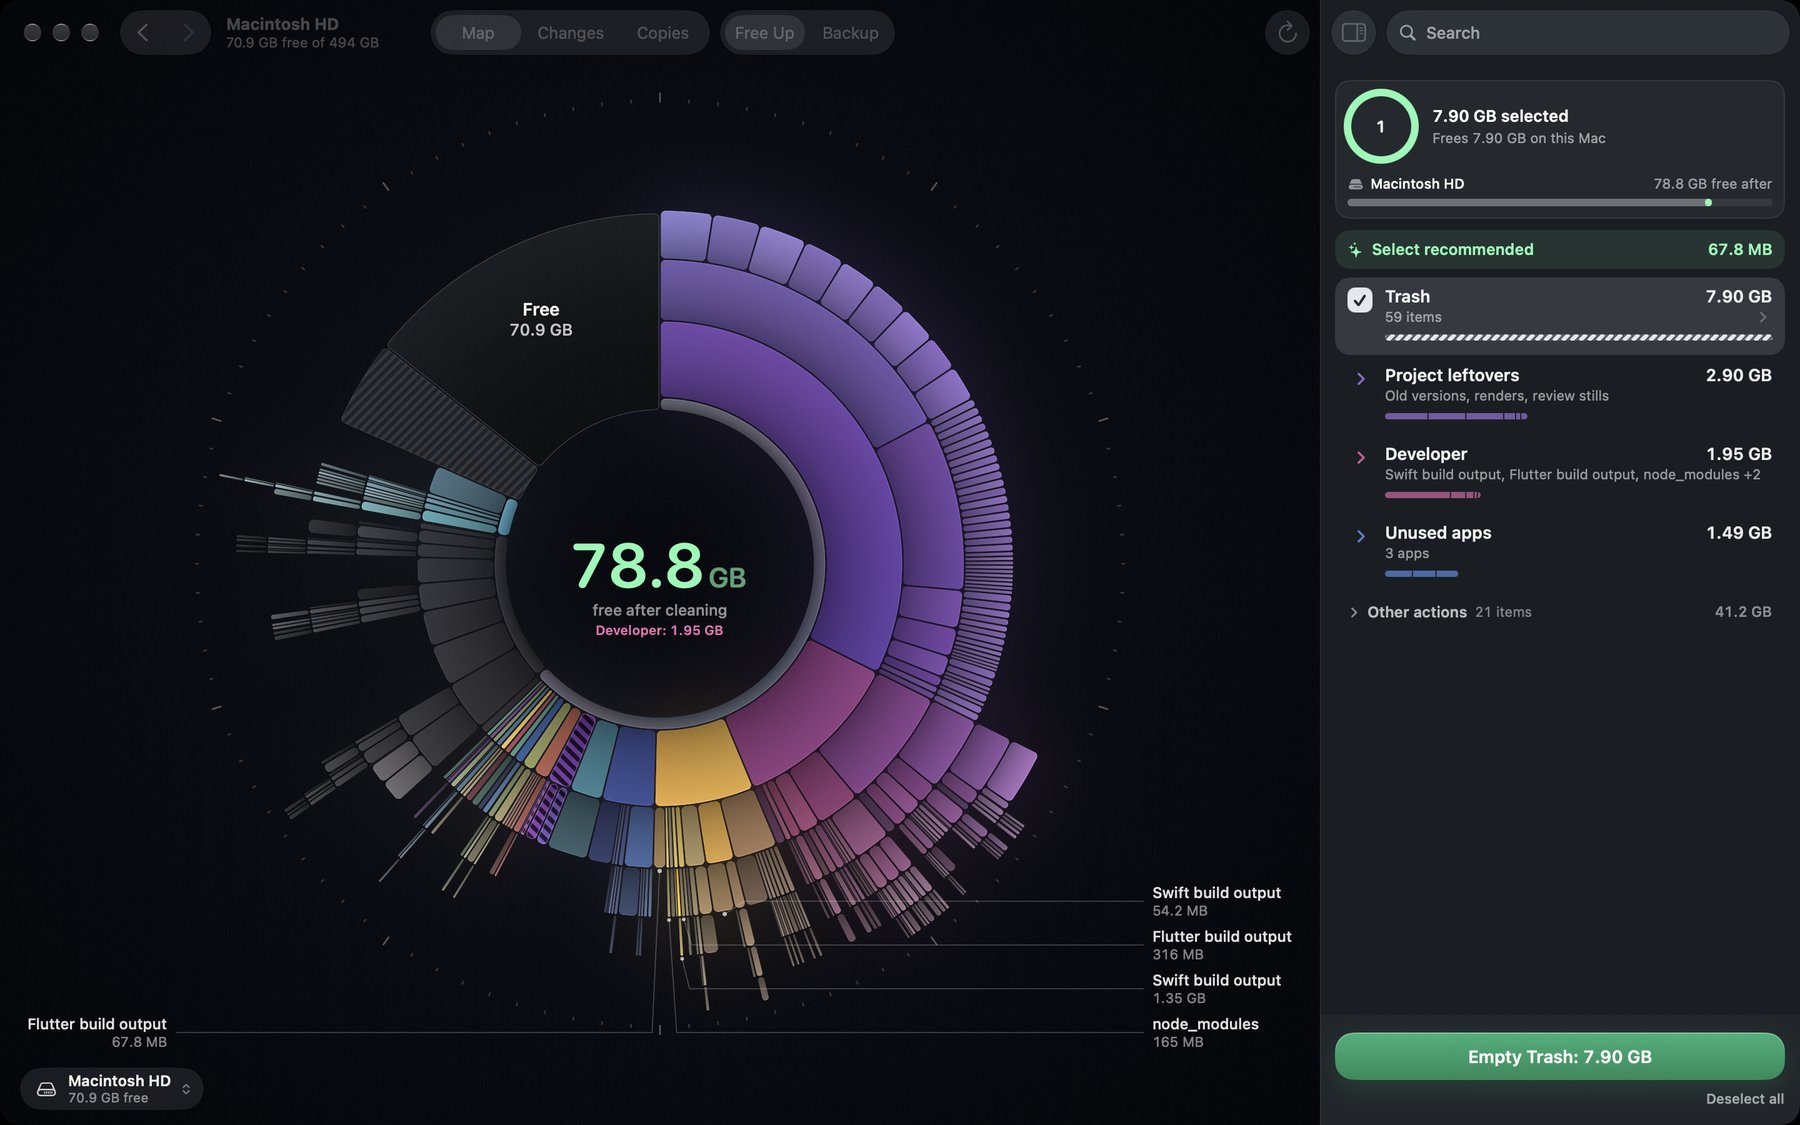 Macintosh HD
70.9 GB free of 494 GB
Map
Changes
Copies
Free Up
Backup
Search
1
7.90 GB selected
Frees 7.90 GB on this Mac
Macintosh HD
78.8 GB free after
Select recommended
67.8 MB
Trash
7.90 GB
59 items
Project leftovers
2.90 GB
Old versions, renders, review stills
Developer
1.95 GB
Swift build output, Flutter build output, node_modules +2
Unused apps
1.49 GB
3 apps
Other actions
21 items
41.2 GB
Free
70.9 GB
78.8 GB
free after cleaning
Developer: 1.95 GB
Swift build output
54.2 MB
Flutter build output
316 MB
Swift build output
1.35 GB
node_modules
165 MB
Flutter build output
67.8 MB
Macintosh HD
70.9 GB free
Empty Trash: 7.90 GB
Deselect all